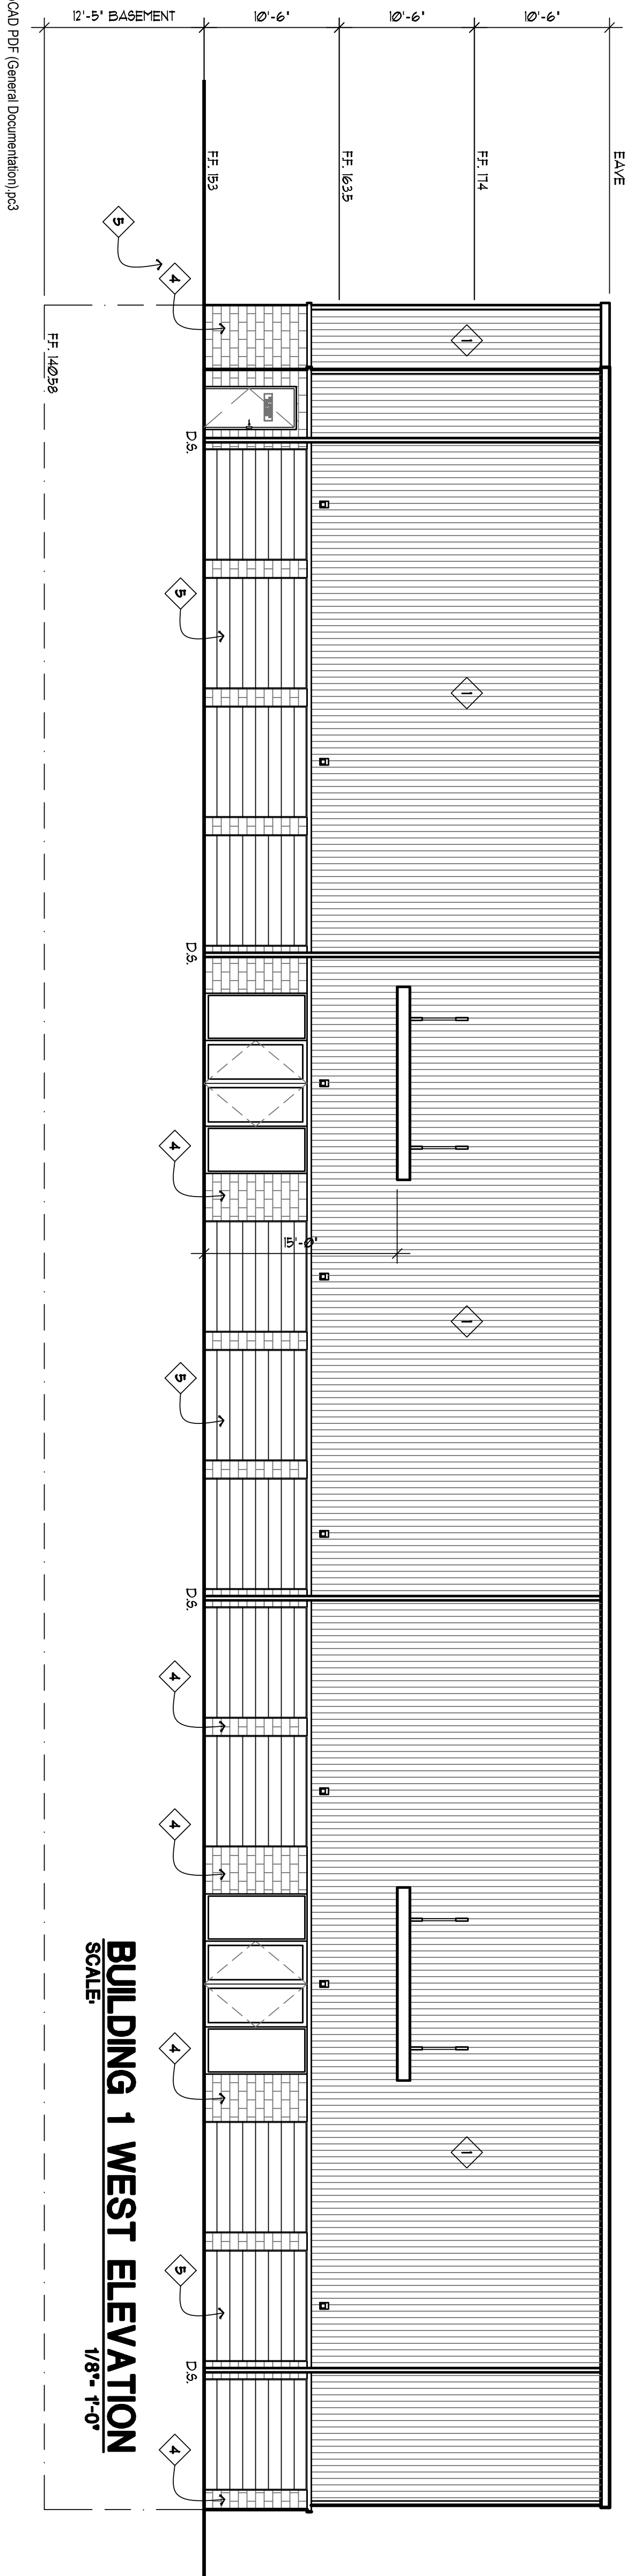 CAD PDF (General Documentation).pc3
EAVE
10'-6"
F.F. 174
10'-6"
F.F. 163.5
10'-6"
F.F. 153
12'-5" BASEMENT
F.F. 140.58
1
1
1
1
15'-0"
D.S.
D.S.
D.S.
D.S.
5
4
5
4
5
4
4
4
5
4
BUILDING 1 WEST ELEVATION
SCALE: 1/8"= 1'-0"